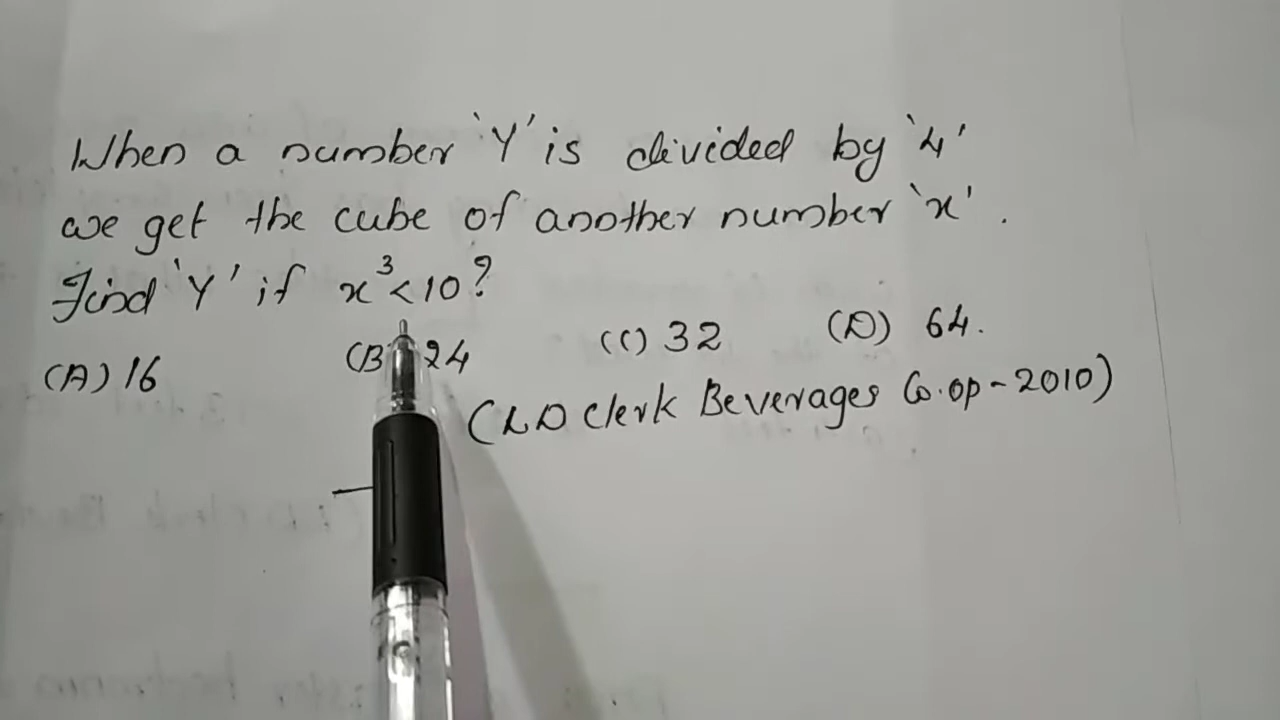 When a number 'Y' is divided by '4'
we get the cube of another number 'x'.
Find 'Y' if x³<10?
(A) 16 (B) 24 (C) 32 (D) 64.
(LD Clerk Beverages Co.op-2010)